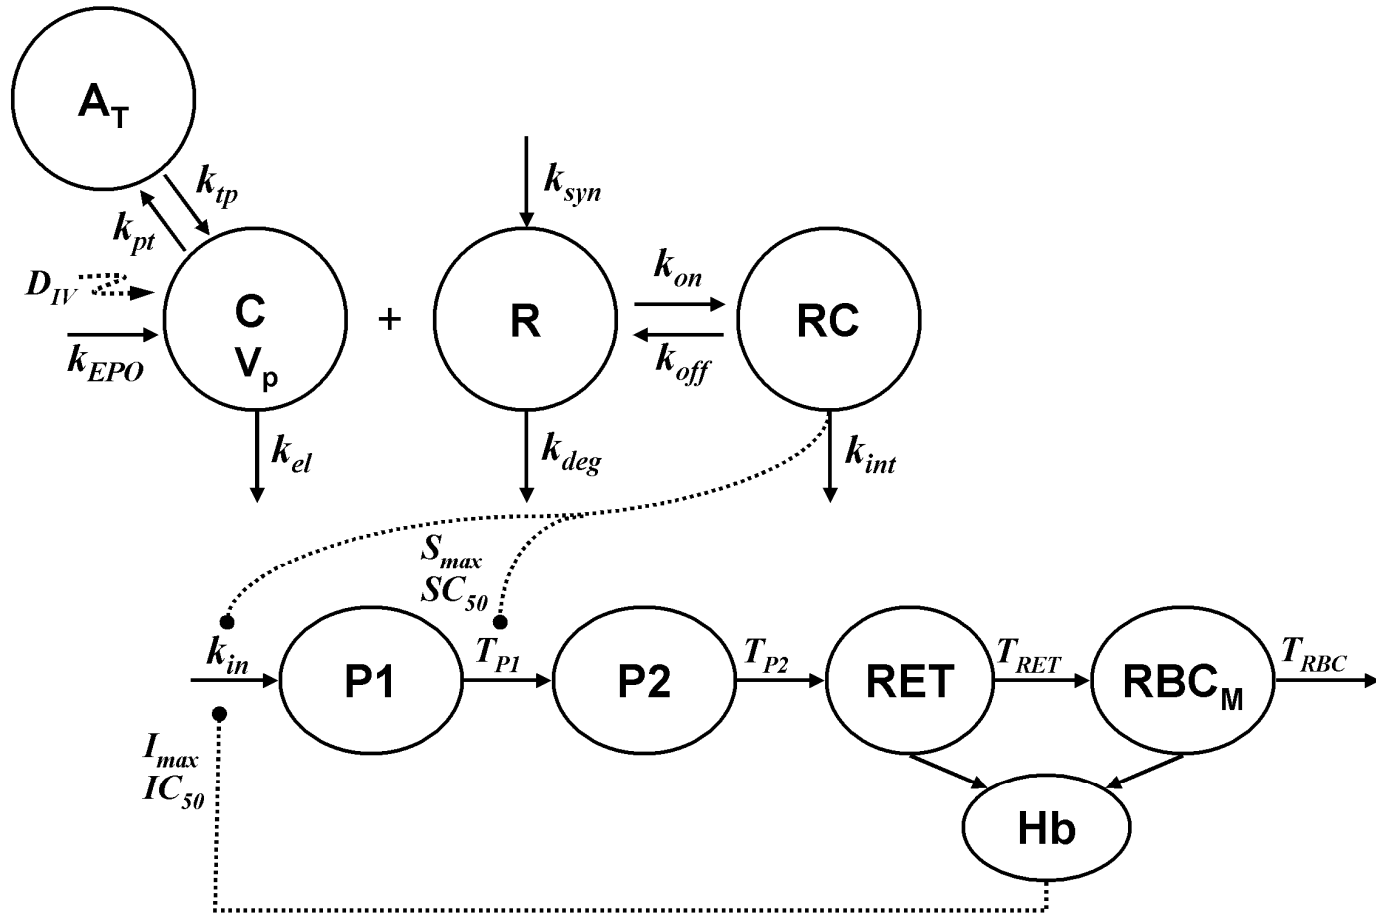 A_T
k_tp
k_pt
k_syn
D_IV
k_EPO
C
V_p
+
R
k_on
k_off
RC
k_el
k_deg
k_int
S_max
SC_50
k_in
P1
T_P1
P2
T_P2
RET
T_RET
RBC_M
T_RBC
I_max
IC_50
Hb